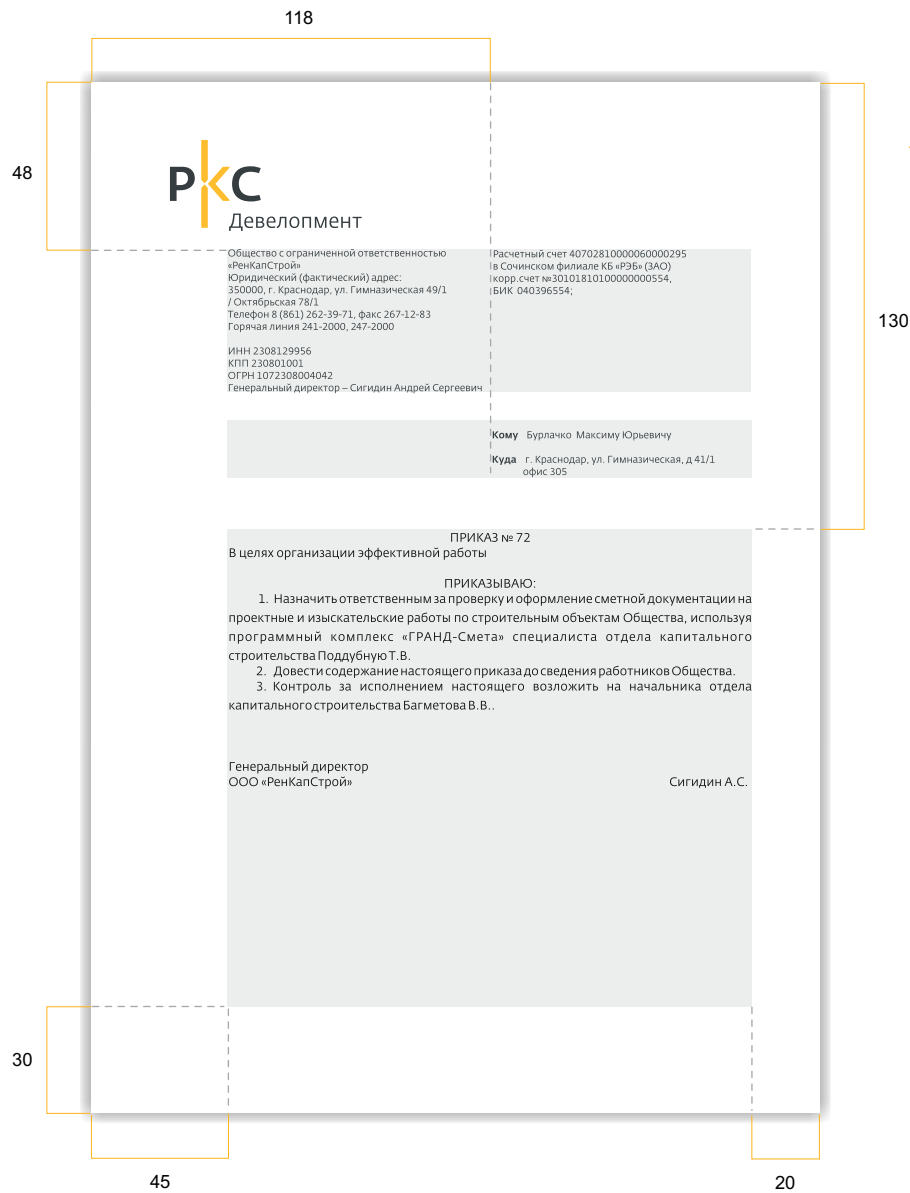 118
48
РКС
Девелопмент
Общество с ограниченной ответственностью
«РенКапСтрой»
Юридический (фактический) адрес:
350000, г. Краснодар, ул. Гимназическая 49/1
/ Октябрьская 78/1
Телефон 8 (861) 262-39-71, факс 267-12-83
Горячая линия 241-2000, 247-2000
ИНН 2308129956
КПП 230801001
ОГРН 1072308004042
Генеральный директор – Сигидин Андрей Сергеевич
Расчетный счет 40702810000060000295
в Сочинском филиале КБ «РЭБ» (ЗАО)
корр.счет №30101810100000000554,
БИК 040396554;
130
Кому Бурлачко Максиму Юрьевичу
Куда г. Краснодар, ул. Гимназическая, д 41/1
офис 305
ПРИКАЗ № 72
В целях организации эффективной работы
ПРИКАЗЫВАЮ:
1. Назначить ответственным за проверку и оформление сметной документации на
проектные и изыскательские работы по строительным объектам Общества, используя
программный комплекс «ГРАНД-Смета» специалиста отдела капитального
строительства Поддубную Т.В.
2. Довести содержание настоящего приказа до сведения работников Общества.
3. Контроль за исполнением настоящего возложить на начальника отдела
капитального строительства Багметова В.В..
Генеральный директор
ООО «РенКапСтрой» Сигидин А.С.
30
45
20